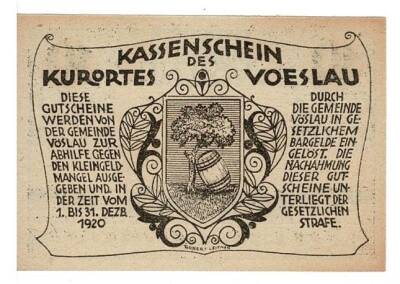 KASSENSCHEIN
DES
KURORTES VOESLAU
DIESE
GUTSCHEINE
WERDEN VON
DER GEMEINDE
VÖSLAU ZUR
ABHILFE GEGEN
DEN KLEINGELD-
MANGEL AUSGE-
GEBEN UND IN
DER ZEIT VOM
1. BIS 31. DEZB.
1920
DURCH
DIE GEMEINDE
VÖSLAU IN GE-
SETZLICHEM
BARGELDE EIN-
GELÖST. DIE
NACHAHMUNG
DIESER GUT-
SCHEINE UN-
TERLIEGT DER
GESETZLICHEN
STRAFE.